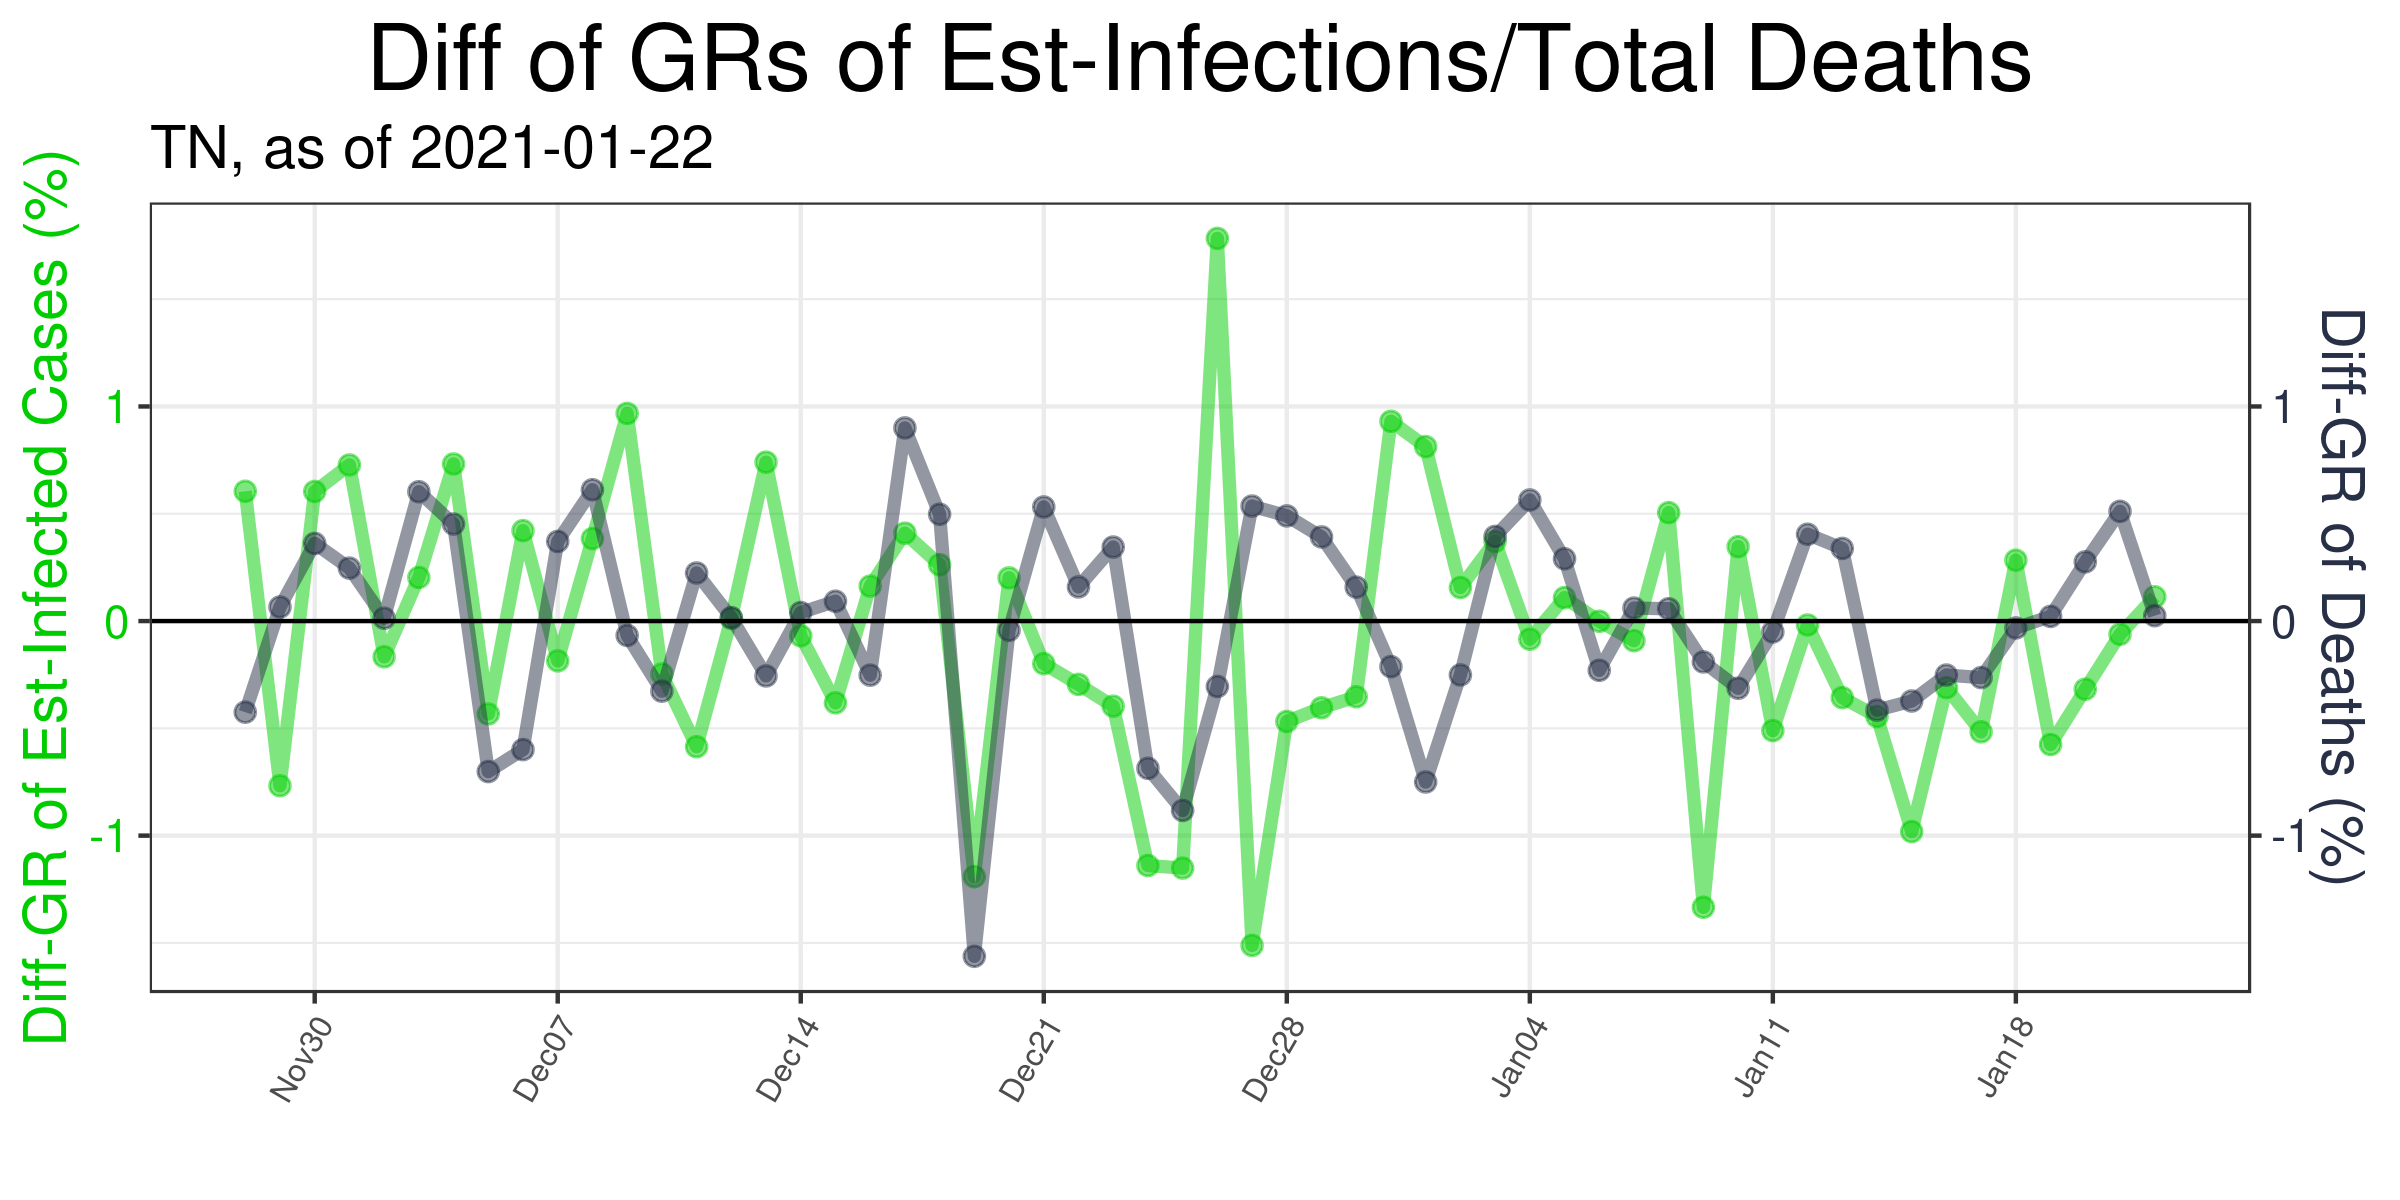 Diff of GRs of Est-Infections/Total Deaths
TN, as of 2021-01-22
Diff-GR of Est-Infected Cases (%)
1
0
-1
1
0
-1
Diff-GR of Deaths (%)
Nov30
Dec07
Dec14
Dec21
Dec28
Jan04
Jan11
Jan18